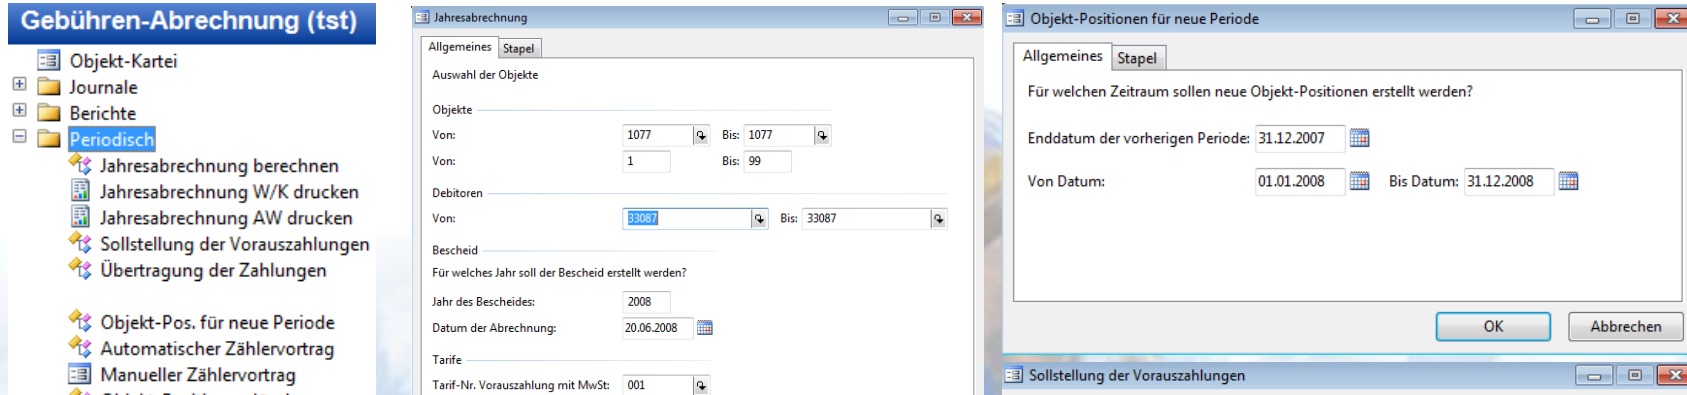 Gebühren-Abrechnung (tst)
Objekt-Kartei
Journale
Berichte
Periodisch
Jahresabrechnung berechnen
Jahresabrechnung W/K drucken
Jahresabrechnung AW drucken
Sollstellung der Vorauszahlungen
Übertragung der Zahlungen
Objekt-Pos. für neue Periode
Automatischer Zählervortrag
Manueller Zählervortrag
Jahresabrechnung
Allgemeines Stapel
Auswahl der Objekte
Objekte
Von: 1077 Bis: 1077
Von: 1 Bis: 99
Debitoren
Von: 33087 Bis: 33087
Bescheid
Für welches Jahr soll der Bescheid erstellt werden?
Jahr des Bescheides: 2008
Datum der Abrechnung: 20.06.2008
Tarife
Tarif-Nr. Vorauszahlung mit MwSt: 001
Objekt-Positionen für neue Periode
Allgemeines Stapel
Für welchen Zeitraum sollen neue Objekt-Positionen erstellt werden?
Enddatum der vorherigen Periode: 31.12.2007
Von Datum: 01.01.2008 Bis Datum: 31.12.2008
OK Abbrechen
Sollstellung der Vorauszahlungen